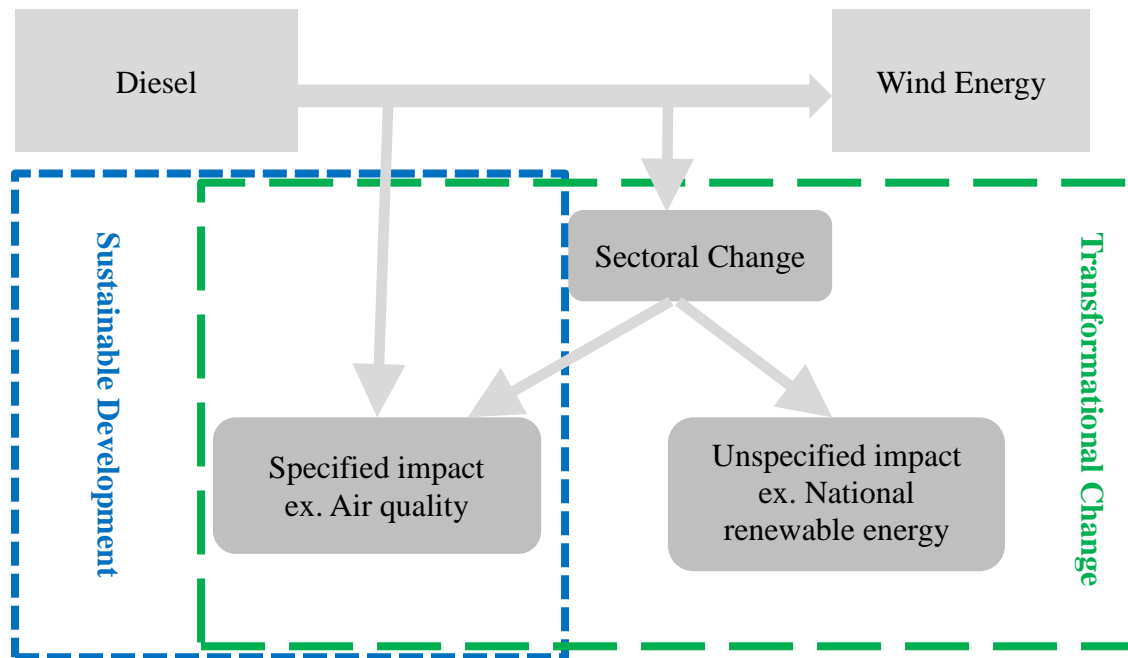 Diesel
Wind Energy
Sustainable Development
Sectoral Change
Transformational Change
Specified impact
ex. Air quality
Unspecified impact
ex. National
renewable energy